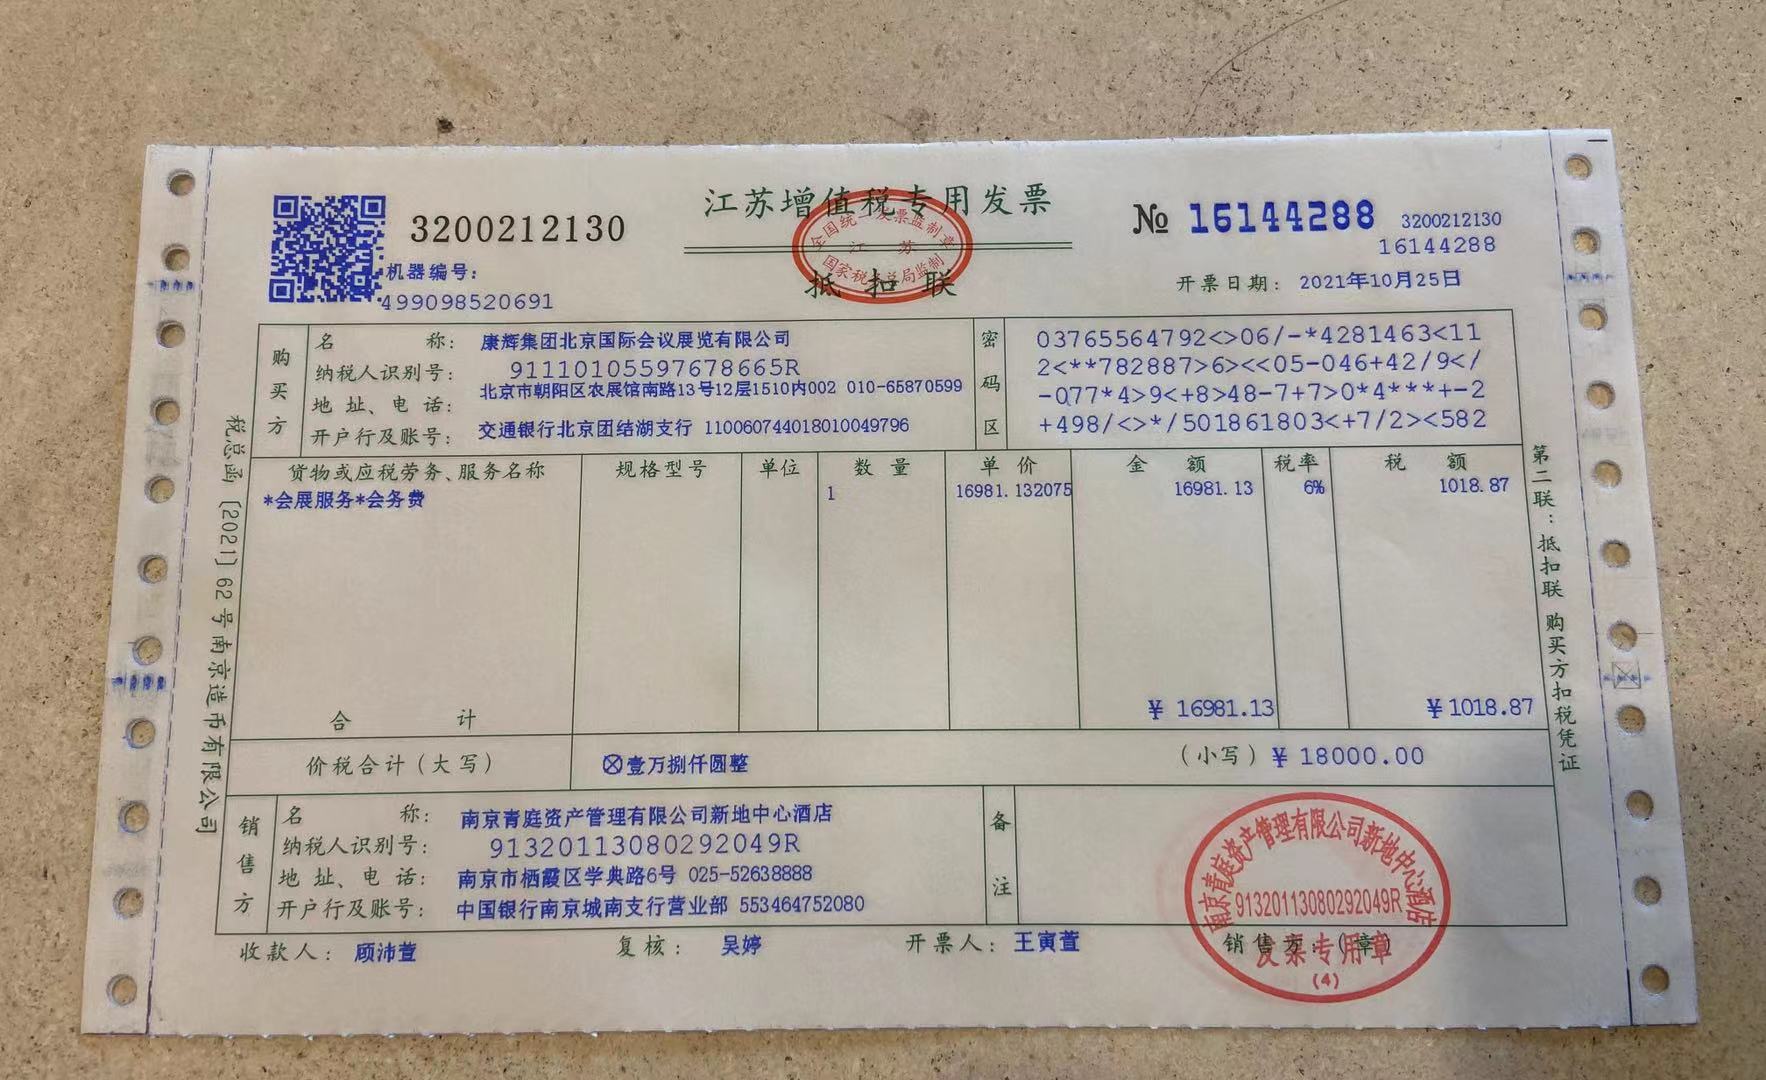 江苏增值税专用发票
全国统一发票监制章
江苏
国家税务总局监制
抵扣联
3200212130
机器编号:
499098520691
№ 16144288
3200212130
16144288
开票日期: 2021年10月25日
购买方
名 称: 康辉集团北京国际会议展览有限公司
纳税人识别号: 91110105597678665R
地 址、电 话: 北京市朝阳区农展馆南路13号12层1510内002 010-65870599
开户行及账号: 交通银行北京团结湖支行 110060744018010049796
密码区
03765564792<>06/-*4281463<11
2<**782887>6><<05-046+42/9</
-077*4>9<+8>48-7+7>0*4***+-2
+498/<>*/501861803<+7/2><582
货物或应税劳务、服务名称 规格型号 单位 数 量 单 价 金 额 税率 税 额
*会展服务*会务费 1 16981.132075 16981.13 6% 1018.87
合 计 ¥16981.13 ¥1018.87
价税合计(大写) ⊗壹万捌仟圆整 (小写)¥18000.00
销售方
名 称: 南京青庭资产管理有限公司新地中心酒店
纳税人识别号: 91320113080292049R
地 址、电 话: 南京市栖霞区学典路6号 025-52638888
开户行及账号: 中国银行南京城南支行营业部 553464752080
备注
收款人: 顾沛萱 复核: 吴婷 开票人: 王寅萱 销售方:(章)
南京青庭资产管理有限公司新地中心酒店
91320113080292049R
发票专用章
(4)
税总函〔2021〕62号南京造币有限公司
第二联:抵扣联 购买方扣税凭证